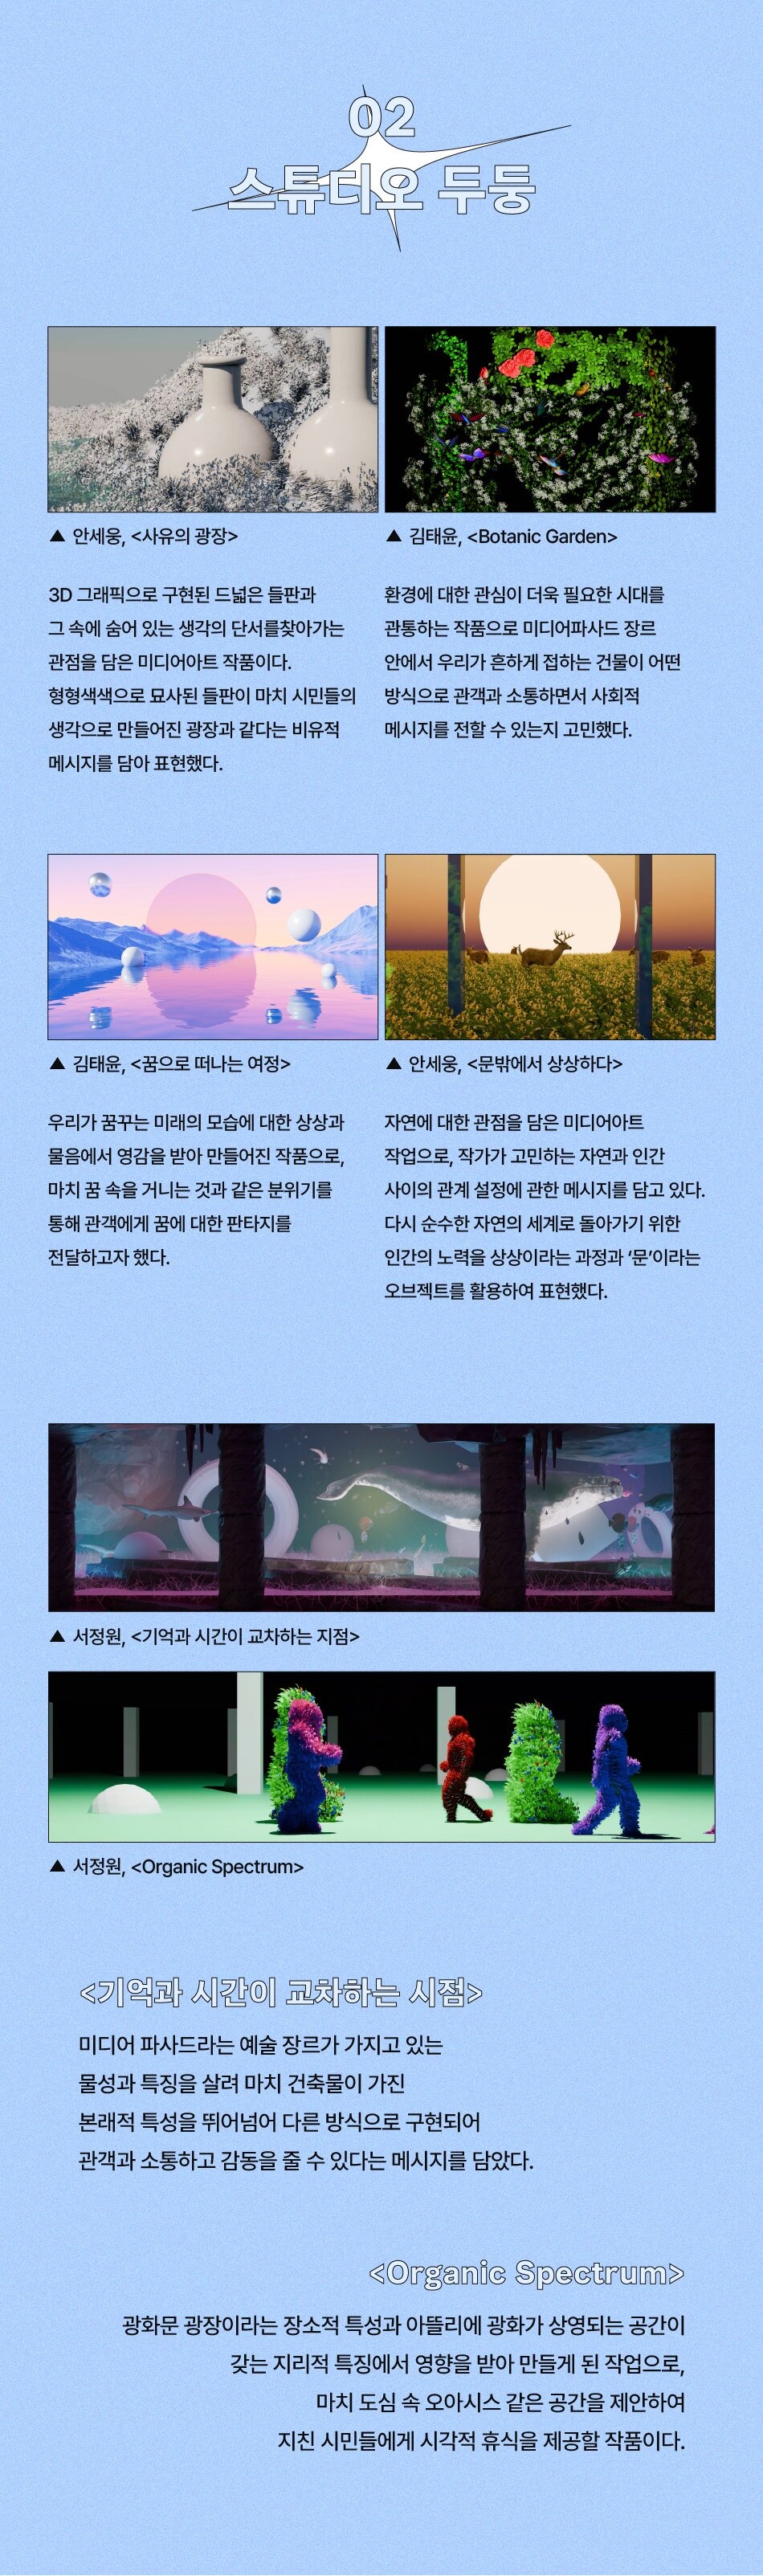 02
스튜디오 두둥
▲ 안세웅, <사유의 광장>
3D 그래픽으로 구현된 드넓은 들판과
그 속에 숨어 있는 생각의 단서를찾아가는
관점을 담은 미디어아트 작품이다.
형형색색으로 묘사된 들판이 마치 시민들의
생각으로 만들어진 광장과 같다는 비유적
메시지를 담아 표현했다.
▲ 김태윤, <Botanic Garden>
환경에 대한 관심이 더욱 필요한 시대를
관통하는 작품으로 미디어파사드 장르
안에서 우리가 흔하게 접하는 건물이 어떤
방식으로 관객과 소통하면서 사회적
메시지를 전할 수 있는지 고민했다.
▲ 김태윤, <꿈으로 떠나는 여정>
우리가 꿈꾸는 미래의 모습에 대한 상상과
물음에서 영감을 받아 만들어진 작품으로,
마치 꿈 속을 거니는 것과 같은 분위기를
통해 관객에게 꿈에 대한 판타지를
전달하고자 했다.
▲ 안세웅, <문밖에서 상상하다>
자연에 대한 관점을 담은 미디어아트
작업으로, 작가가 고민하는 자연과 인간
사이의 관계 설정에 관한 메시지를 담고 있다.
다시 순수한 자연의 세계로 돌아가기 위한
인간의 노력을 상상이라는 과정과 ‘문’이라는
오브젝트를 활용하여 표현했다.
▲ 서정원, <기억과 시간이 교차하는 지점>
▲ 서정원, <Organic Spectrum>
<기억과 시간이 교차하는 시점>
미디어 파사드라는 예술 장르가 가지고 있는
물성과 특징을 살려 마치 건축물이 가진
본래적 특성을 뛰어넘어 다른 방식으로 구현되어
관객과 소통하고 감동을 줄 수 있다는 메시지를 담았다.
<Organic Spectrum>
광화문 광장이라는 장소적 특성과 아뜰리에 광화가 상영되는 공간이
갖는 지리적 특징에서 영향을 받아 만들게 된 작업으로,
마치 도심 속 오아시스 같은 공간을 제안하여
지친 시민들에게 시각적 휴식을 제공할 작품이다.